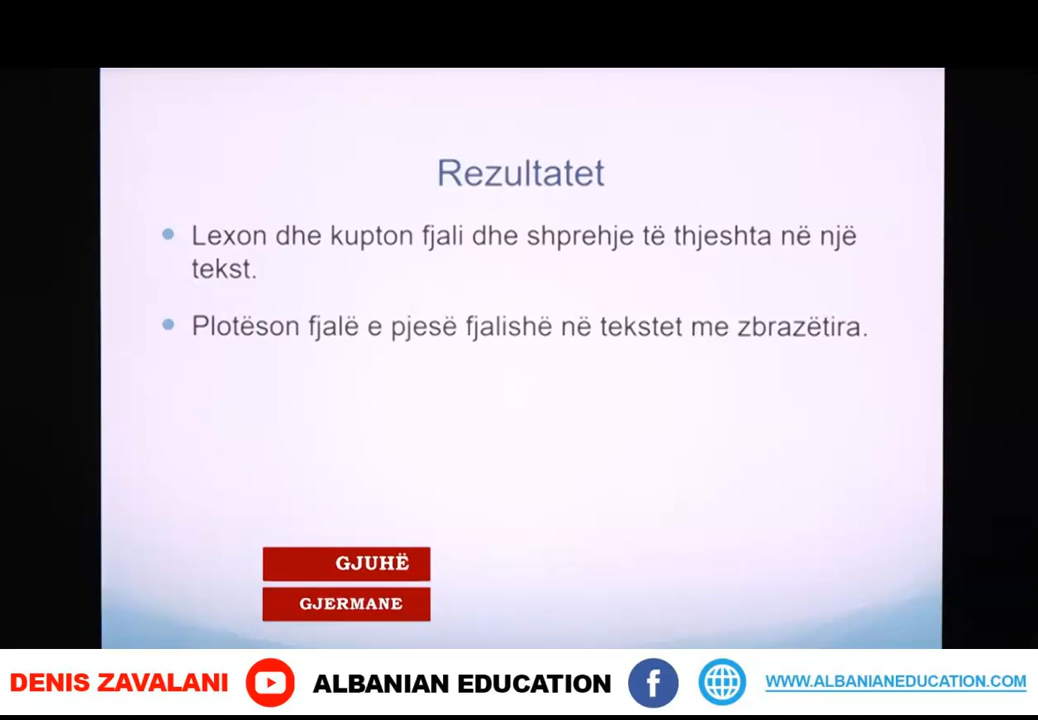 Rezultatet
Lexon dhe kupton fjali dhe shprehje të thjeshta në një
tekst.
Plotëson fjalë e pjesë fjalishë në tekstet me zbrazëtira.
GJUHË
GJERMANE
DENIS ZAVALANI ALBANIAN EDUCATION WWW.ALBANIANEDUCATION.COM